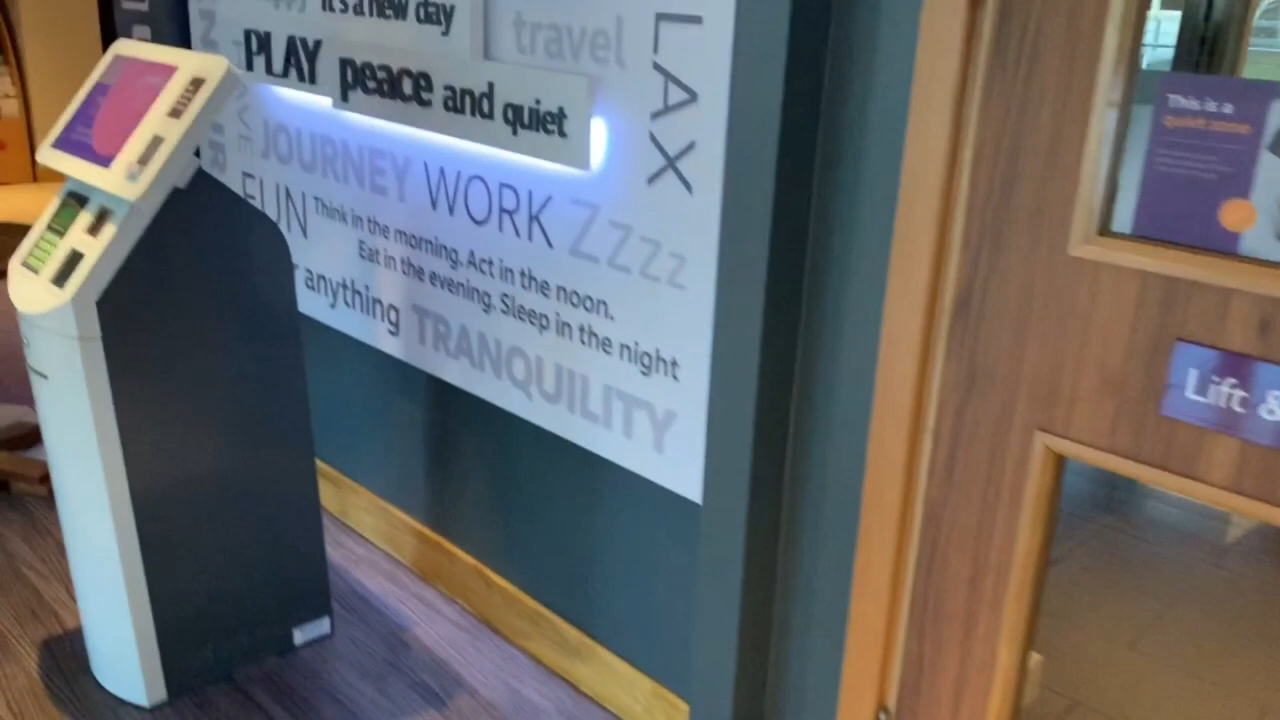 it's a new day
travel
PLAY peace and quiet
LAX
JOURNEY WORK Zzzz
FUN
Think in the morning. Act in the noon.
Eat in the evening. Sleep in the night
anything TRANQUILITY
This is a
quiet zone
Lift &